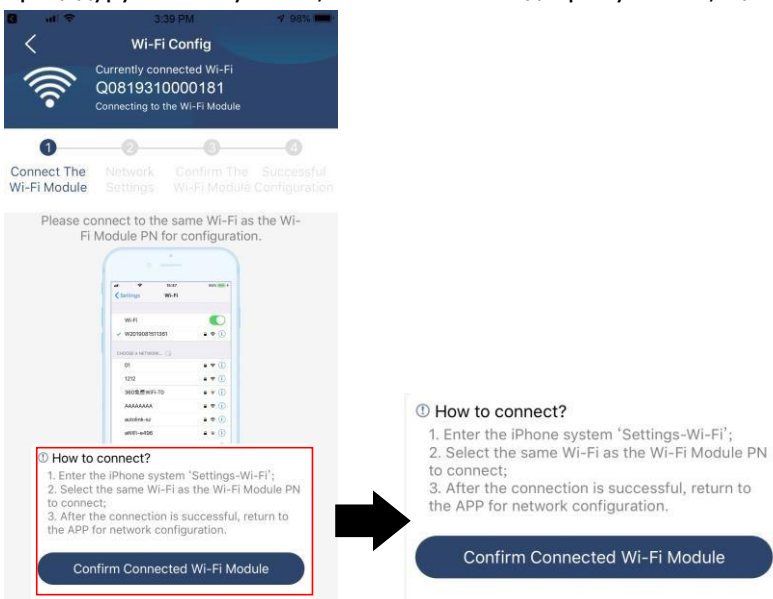 3:39 PM
98%
Wi-Fi Config
Currently connected Wi-Fi
Q0819310000181
Connecting to the Wi-Fi Module
1 2 3 4
Connect The Network Confirm The Successful
Wi-Fi Module Settings Wi-Fi Module Configuration
Please connect to the same Wi-Fi as the Wi-
Fi Module PN for configuration.
Settings Wi-Fi
Wi-Fi
W2019081511361
CHOOSE A NETWORK...
01
1212
AAAAAAAA
autolink-xz
How to connect?
1. Enter the iPhone system ‘Settings-Wi-Fi’;
2. Select the same Wi-Fi as the Wi-Fi Module PN
to connect;
3. After the connection is successful, return to
the APP for network configuration.
Confirm Connected Wi-Fi Module
How to connect?
1. Enter the iPhone system ‘Settings-Wi-Fi’;
2. Select the same Wi-Fi as the Wi-Fi Module PN
to connect;
3. After the connection is successful, return to
the APP for network configuration.
Confirm Connected Wi-Fi Module